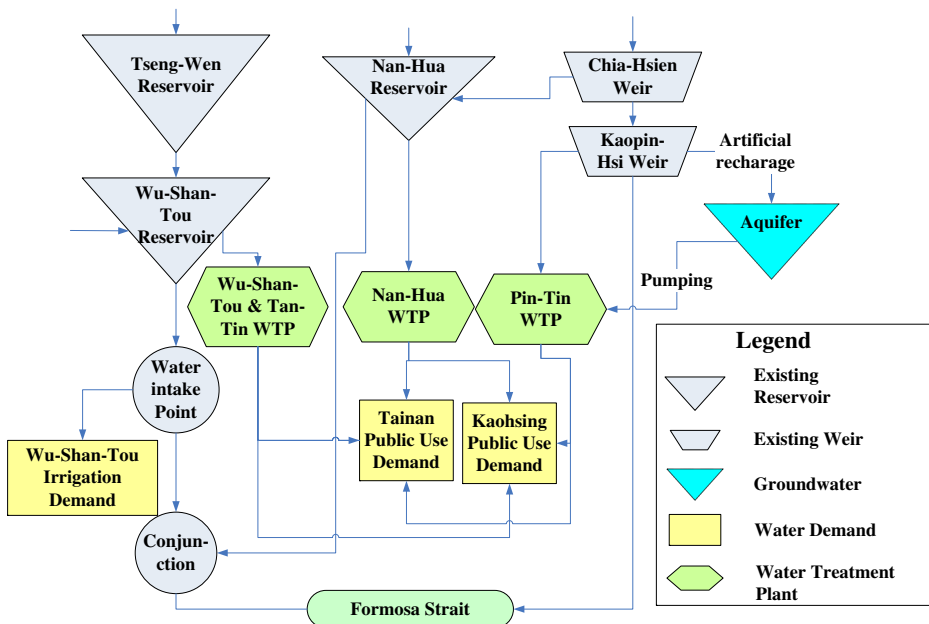 Tseng-Wen
Reservoir
Nan-Hua
Reservoir
Chia-Hsien
Weir
Kaopin-
Hsi Weir
Artificial
recharage
Wu-Shan-
Tou
Reservoir
Aquifer
Wu-Shan-
Tou & Tan-
Tin WTP
Nan-Hua
WTP
Pin-Tin
WTP
Pumping
Water
intake
Point
Tainan
Public Use
Demand
Kaohsing
Public Use
Demand
Wu-Shan-Tou
Irrigation
Demand
Conjun-
ction
Formosa Strait
Legend
Existing
Reservoir
Existing Weir
Groundwater
Water Demand
Water Treatment
Plant